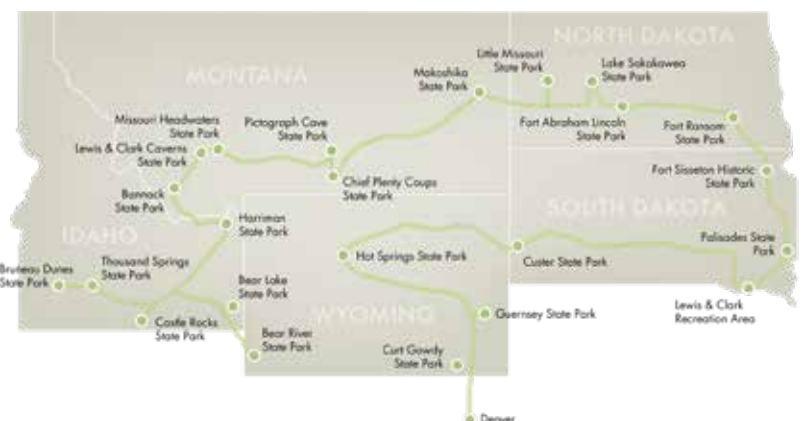 NORTH DAKOTA
Little Missouri
State Park
Lake Sakakawea
State Park
MONTANA
Makoshika
State Park
Missouri Headwaters
State Park
Pictograph Cave
State Park
Fort Abraham Lincoln
State Park
Fort Ransom
State Park
Lewis & Clark Caverns
State Park
Chief Plenty Coups
State Park
Fort Sisseton Historic
State Park
Bannack
State Park
SOUTH DAKOTA
Harriman
State Park
IDAHO
Palisades State
Park
Thousand Springs
State Park
Hot Springs State Park
Custer State Park
Bruneau Dunes
State Park
Bear Lake
State Park
Lewis & Clark
Recreation Area
WYOMING
Guernsey State Park
Castle Rocks
State Park
Bear River
State Park
Curt Gowdy
State Park
Denver